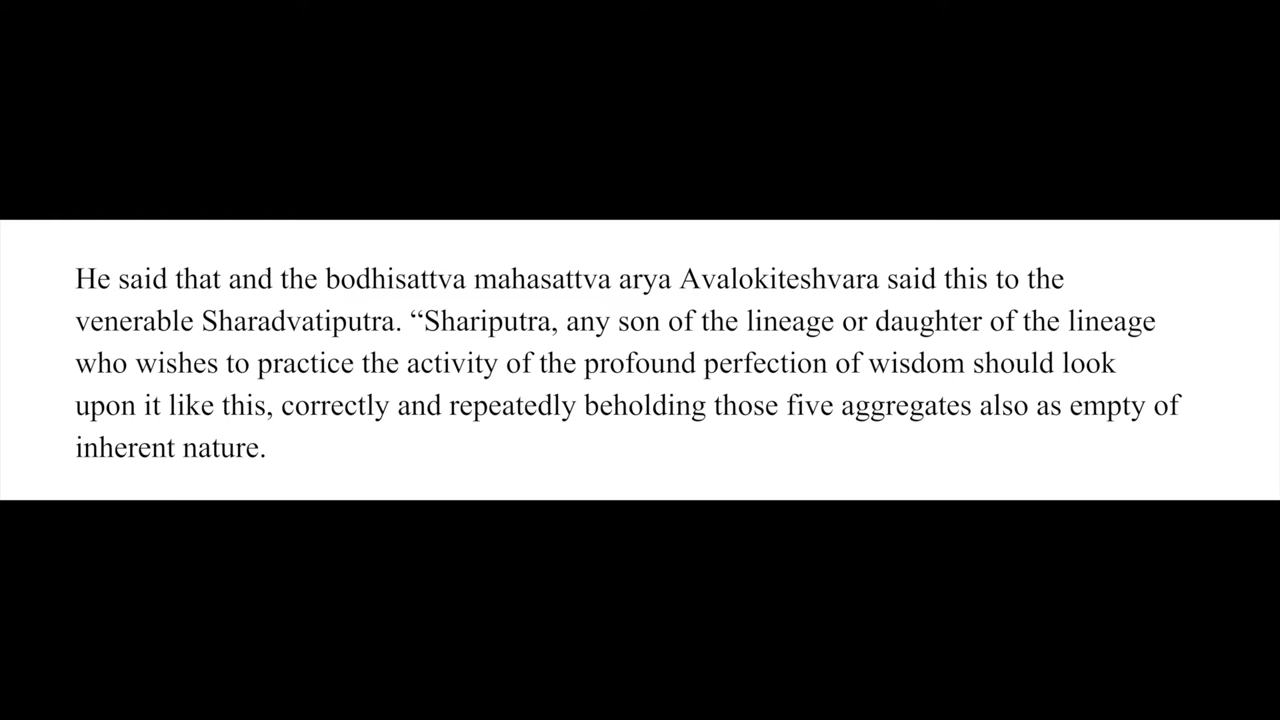 He said that and the bodhisattva mahasattva arya Avalokiteshvara said this to the
venerable Sharadvatiputra. “Shariputra, any son of the lineage or daughter of the lineage
who wishes to practice the activity of the profound perfection of wisdom should look
upon it like this, correctly and repeatedly beholding those five aggregates also as empty of
inherent nature.